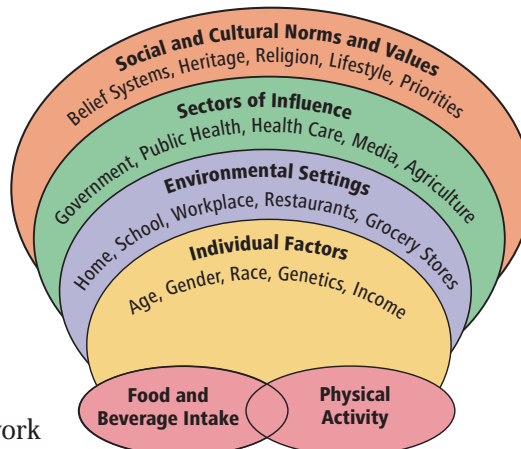 Social and Cultural Norms and Values
Belief Systems, Heritage, Religion, Lifestyle, Priorities
Sectors of Influence
Government, Public Health, Health Care, Media, Agriculture
Environmental Settings
Home, School, Workplace, Restaurants, Grocery Stores
Individual Factors
Age, Gender, Race, Genetics, Income
Food and
Beverage Intake
Physical
Activity